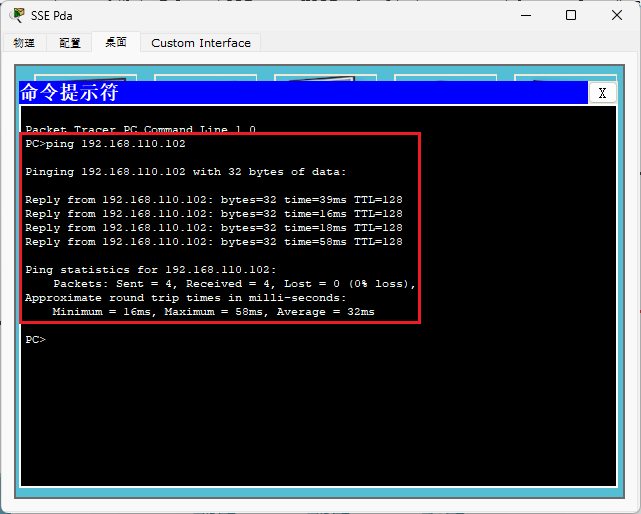 SSE Pda
物理 配置 桌面 Custom Interface
命令提示符 X
Packet Tracer PC Command Line 1.0
PC>ping 192.168.110.102
Pinging 192.168.110.102 with 32 bytes of data:
Reply from 192.168.110.102: bytes=32 time=39ms TTL=128
Reply from 192.168.110.102: bytes=32 time=16ms TTL=128
Reply from 192.168.110.102: bytes=32 time=18ms TTL=128
Reply from 192.168.110.102: bytes=32 time=58ms TTL=128
Ping statistics for 192.168.110.102:
Packets: Sent = 4, Received = 4, Lost = 0 (0% loss),
Approximate round trip times in milli-seconds:
Minimum = 16ms, Maximum = 58ms, Average = 32ms
PC>